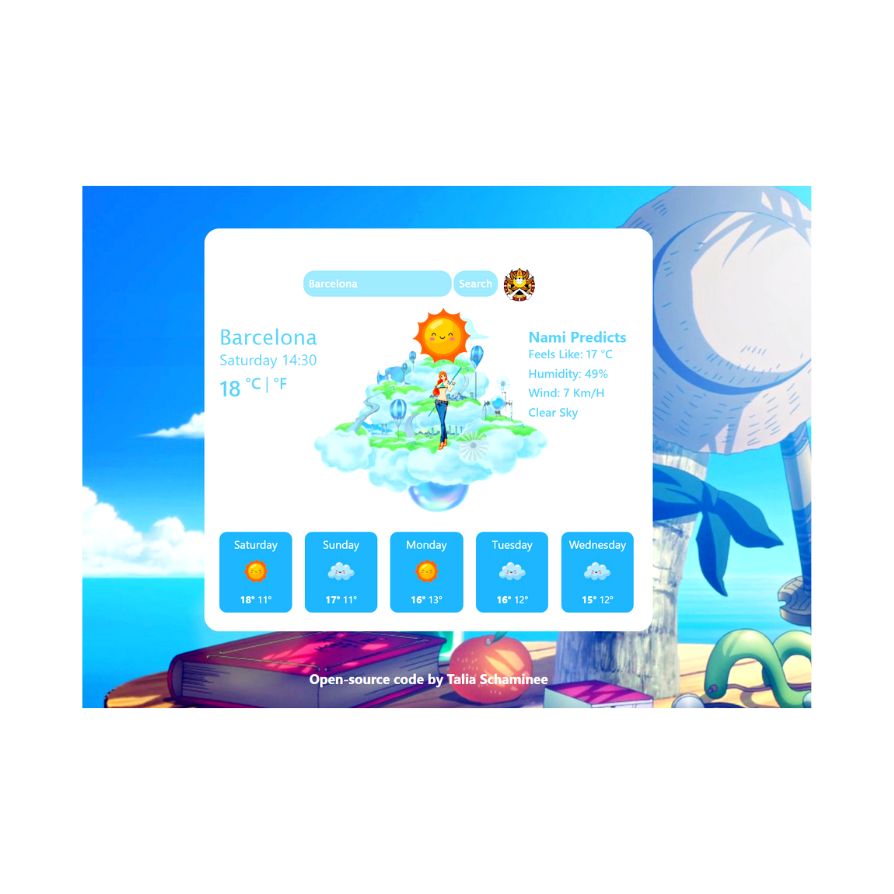 Barcelona
Search
Barcelona
Saturday 14:30
18 °C | °F
Nami Predicts
Feels Like: 17 °C
Humidity: 49%
Wind: 7 Km/H
Clear Sky
Saturday
18° 11°
Sunday
17° 11°
Monday
16° 13°
Tuesday
16° 12°
Wednesday
15° 12°
Open-source code by Talia Schaminee